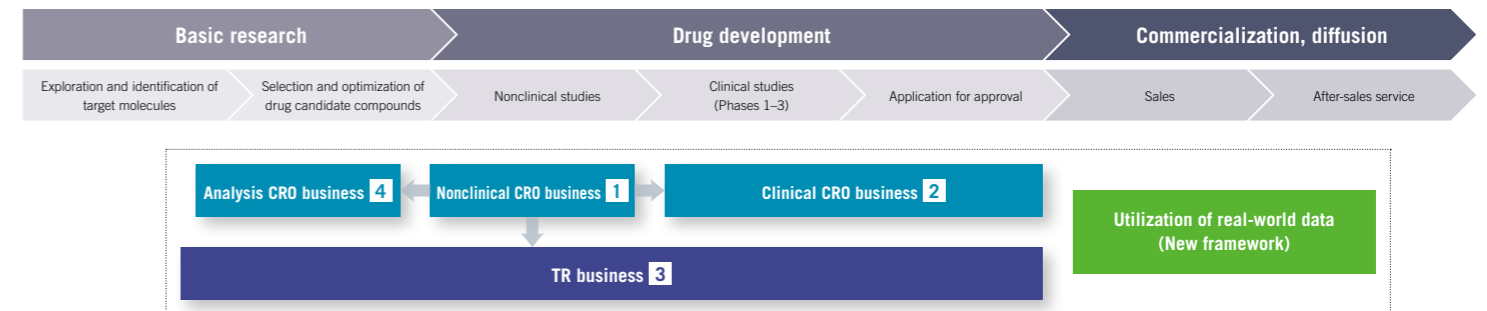 Basic research
Drug development
Commercialization, diffusion
Exploration and identification of
target molecules
Selection and optimization of
drug candidate compounds
Nonclinical studies
Clinical studies
(Phases 1–3)
Application for approval
Sales
After-sales service
Analysis CRO business 4
Nonclinical CRO business 1
Clinical CRO business 2
Utilization of real-world data
(New framework)
TR business 3